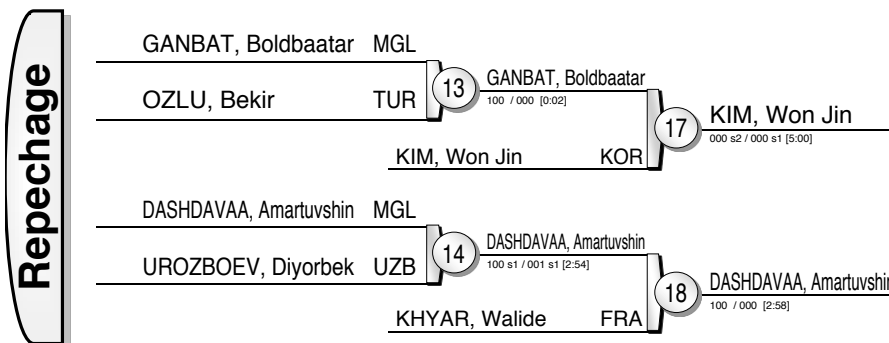 Repechage
GANBAT, Boldbaatar MGL
OZLU, Bekir TUR
13
GANBAT, Boldbaatar
100 / 000 [0:02]
KIM, Won Jin KOR
17
KIM, Won Jin
000 s2 / 000 s1 [5:00]
DASHDAVAA, Amartuvshin MGL
UROZBOEV, Diyorbek UZB
14
DASHDAVAA, Amartuvshin
100 s1 / 001 s1 [2:54]
KHYAR, Walide FRA
18
DASHDAVAA, Amartuvshin
100 / 000 [2:58]